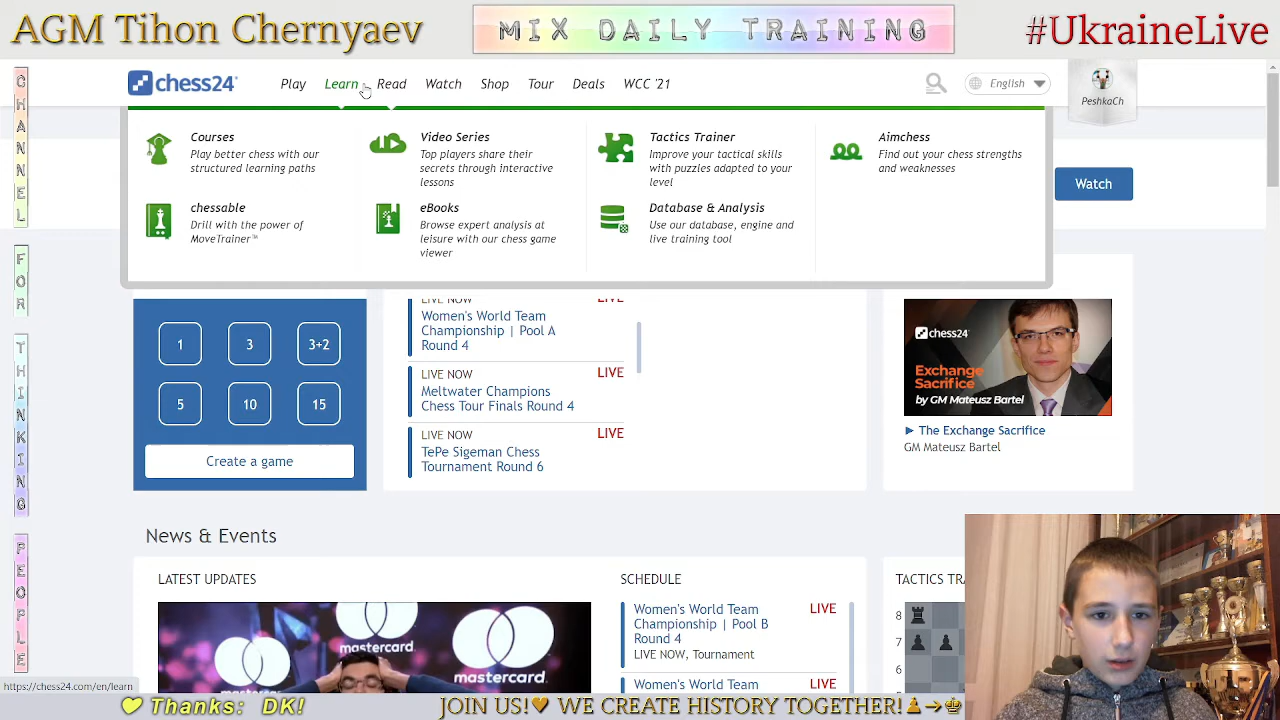 AGM Tihon Chernyaev
MIX DAILY TRAINING
#UkraineLive
CHANNEL
FOR
THINKING
PEOPLE
chess24
Play Learn Read Watch Shop Tour Deals WCC '21
English
PeshkaCh
Courses
Play better chess with our
structured learning paths
Video Series
Top players share their
secrets through interactive
lessons
Tactics Trainer
Improve your tactical skills
with puzzles adapted to your
level
Aimchess
Find out your chess strengths
and weaknesses
chessable
Drill with the power of
MoveTrainer™
eBooks
Browse expert analysis at
leisure with our chess game
viewer
Database & Analysis
Use our database, engine and
live training tool
Watch
1 3 3+2
5 10 15
Create a game
LIVE NOW LIVE
Women's World Team
Championship | Pool A
Round 4
LIVE NOW LIVE
Meltwater Champions
Chess Tour Finals Round 4
LIVE NOW LIVE
TePe Sigeman Chess
Tournament Round 6
chess24
Exchange
Sacrifice
by GM Mateusz Bartel
The Exchange Sacrifice
GM Mateusz Bartel
News & Events
LATEST UPDATES
mastercard
mastercard
mastercard.
SCHEDULE
Women's World Team LIVE
Championship | Pool B
Round 4
LIVE NOW, Tournament
Women's World Team LIVE
TACTICS TRA
8
7
6
https://chess24.com/en/learn
Thanks: DK!
JOIN US! WE CREATE HISTORY TOGETHER!